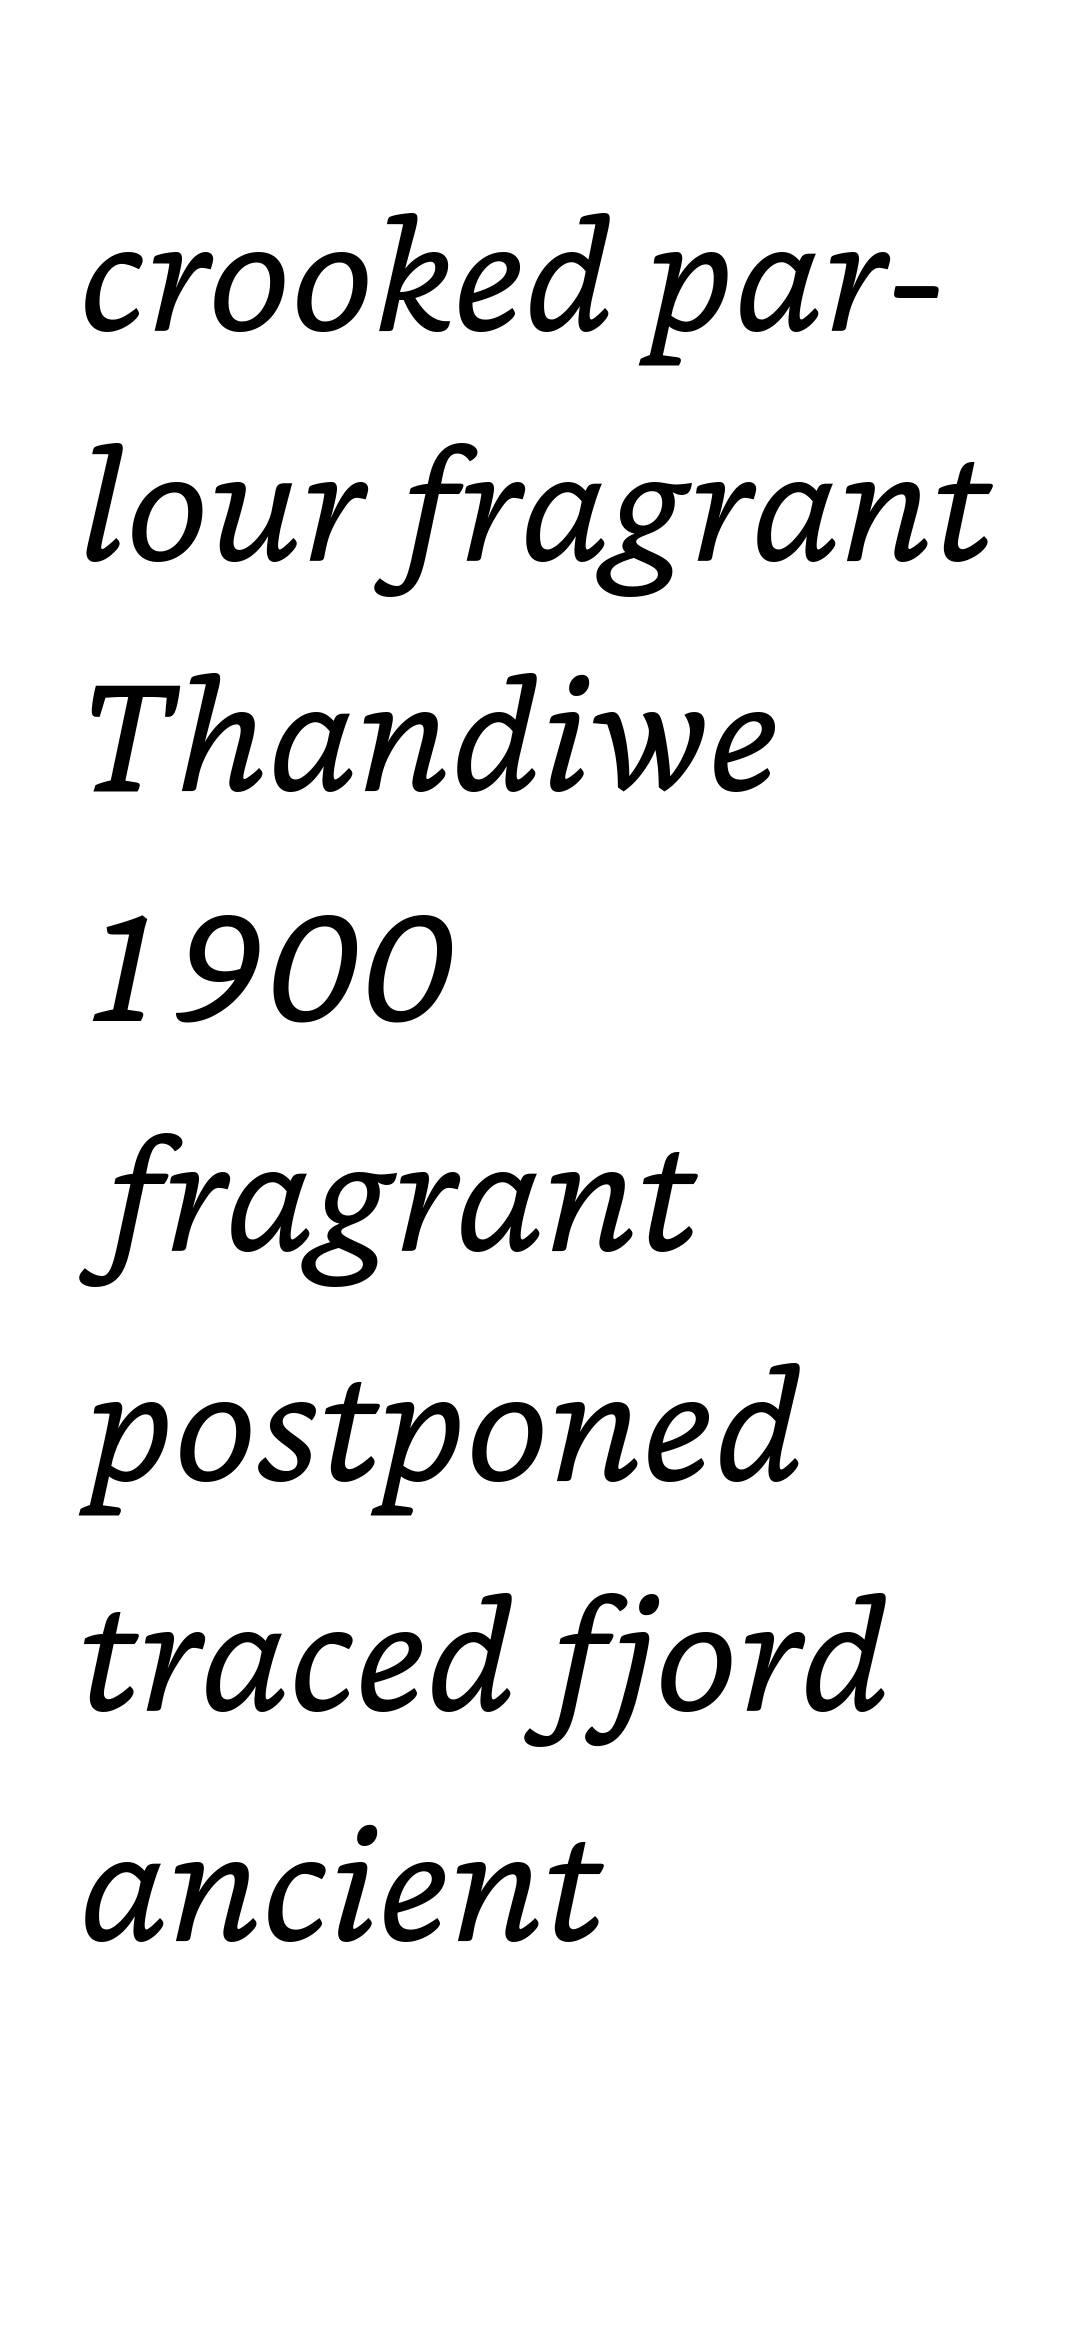 crooked par-
lour fragrant
Thandiwe
1900
fragrant
postponed
traced fjord
ancient